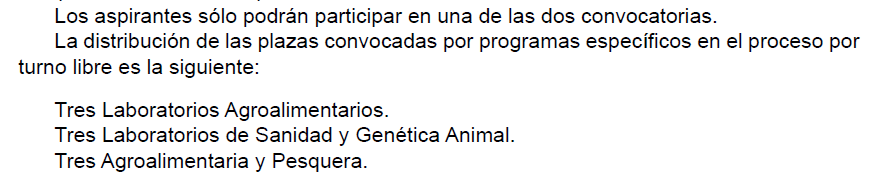 Los aspirantes sólo podrán participar en una de las dos convocatorias.
La distribución de las plazas convocadas por programas específicos en el proceso por
turno libre es la siguiente:
Tres Laboratorios Agroalimentarios.
Tres Laboratorios de Sanidad y Genética Animal.
Tres Agroalimentaria y Pesquera.